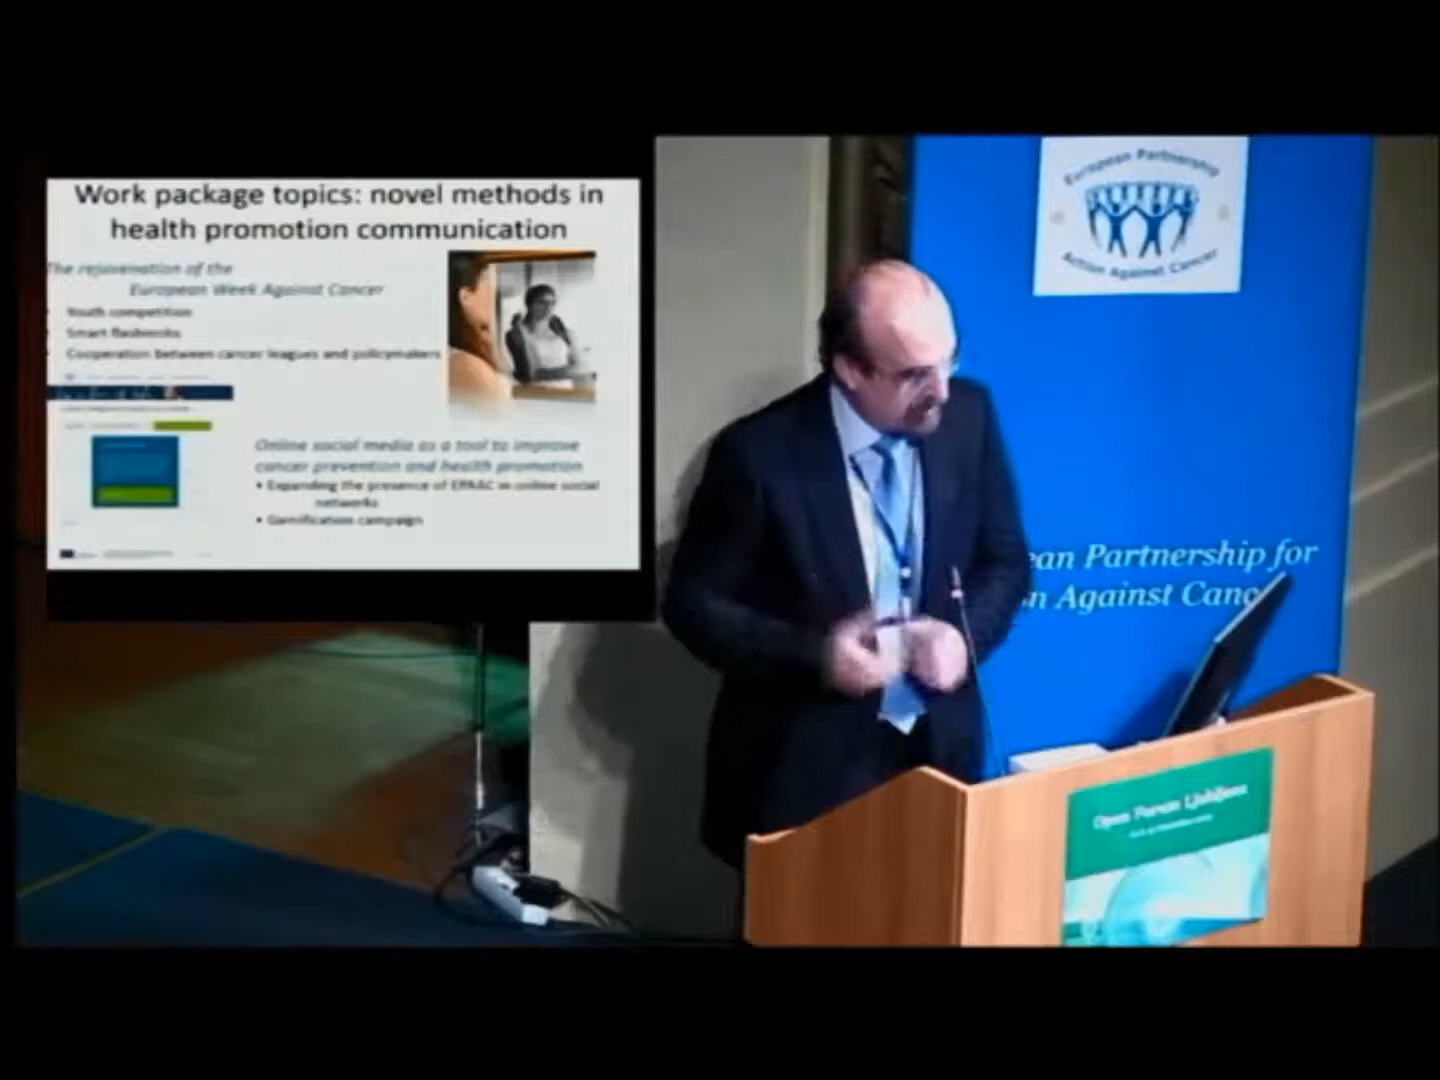 Work package topics: novel methods in
health promotion communication
The rejuvenation of the
European Week Against Cancer
Youth competition
Smart flashmobs
Cooperation between cancer leagues and policymakers
Online social media as a tool to improve
cancer prevention and health promotion
• Expanding the presence of EPAAC in online social
networks
• Gamification campaign
European Partnership
Action Against Cancer
ean Partnership for
n Against Canc
Open Forum Ljubljana